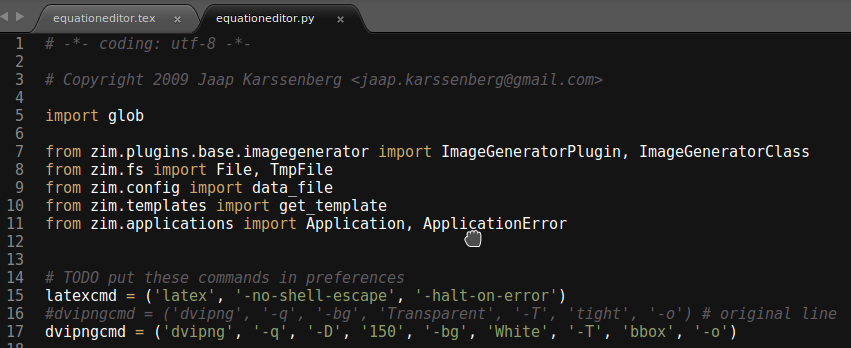 equationeditor.tex × equationeditor.py ×
1 # -*- coding: utf-8 -*-
2
3 # Copyright 2009 Jaap Karssenberg <jaap.karssenberg@gmail.com>
4
5 import glob
6
7 from zim.plugins.base.imagegenerator import ImageGeneratorPlugin, ImageGeneratorClass
8 from zim.fs import File, TmpFile
9 from zim.config import data_file
10 from zim.templates import get_template
11 from zim.applications import Application, ApplicationError
12
13
14 # TODO put these commands in preferences
15 latexcmd = ('latex', '-no-shell-escape', '-halt-on-error')
16 #dvipngcmd = ('dvipng', '-q', '-bg', 'Transparent', '-T', 'tight', '-o') # original line
17 dvipngcmd = ('dvipng', '-q', '-D', '150', '-bg', 'White', '-T', 'bbox', '-o')
18